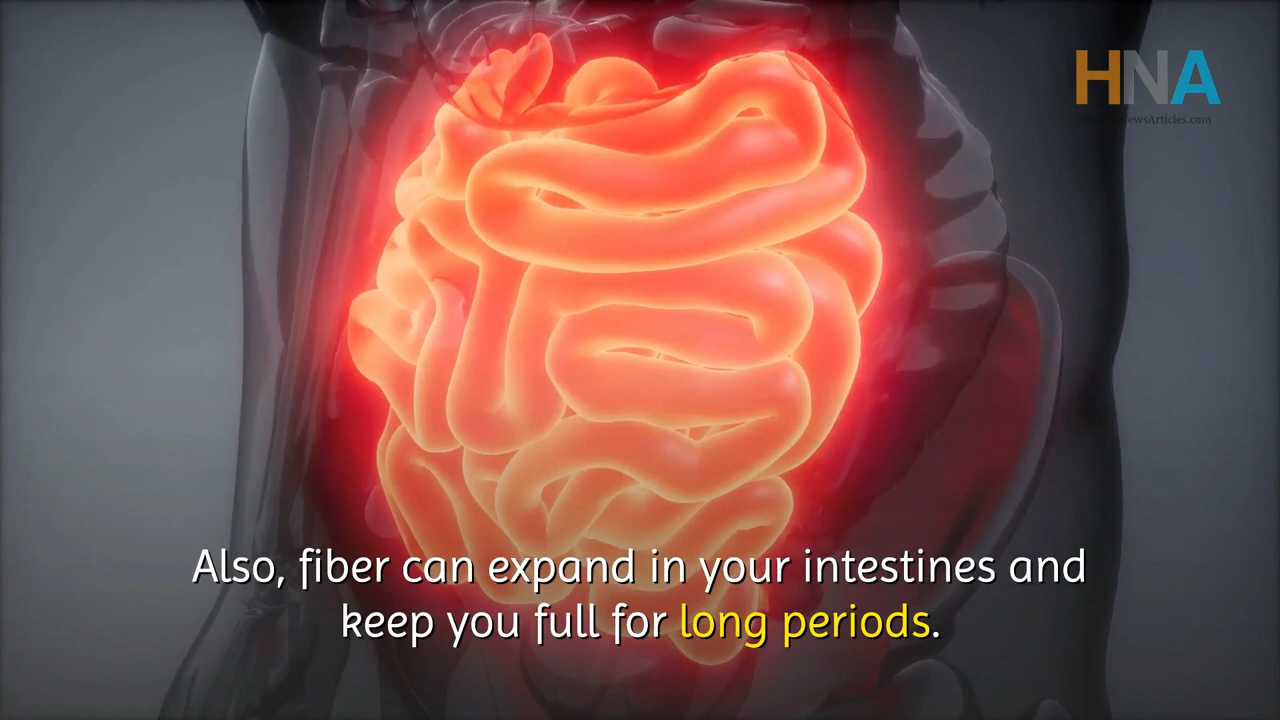 HNA
Also, fiber can expand in your intestines and
keep you full for long periods.